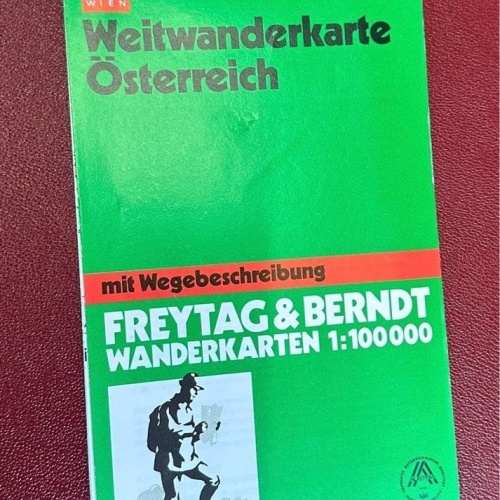 WIEN
Weitwanderkarte
Österreich
mit Wegebeschreibung
FREYTAG & BERNDT
WANDERKARTEN 1:100 000